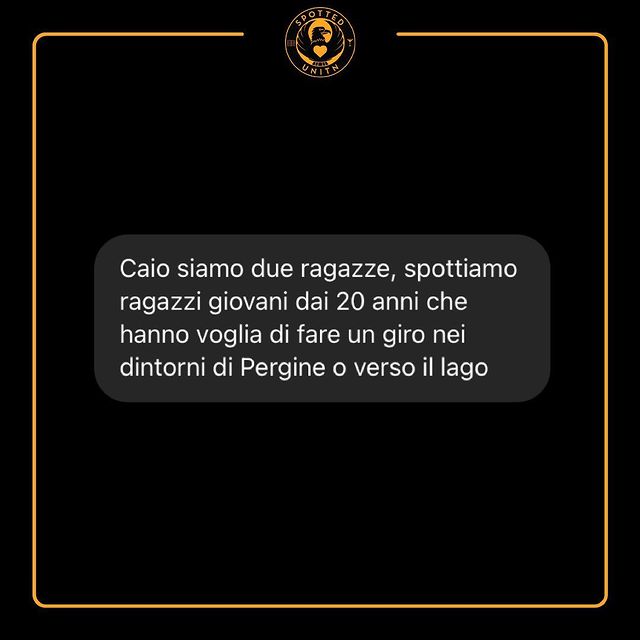 SPOTTED
UNITN
Caio siamo due ragazze, spottiamo
ragazzi giovani dai 20 anni che
hanno voglia di fare un giro nei
dintorni di Pergine o verso il lago